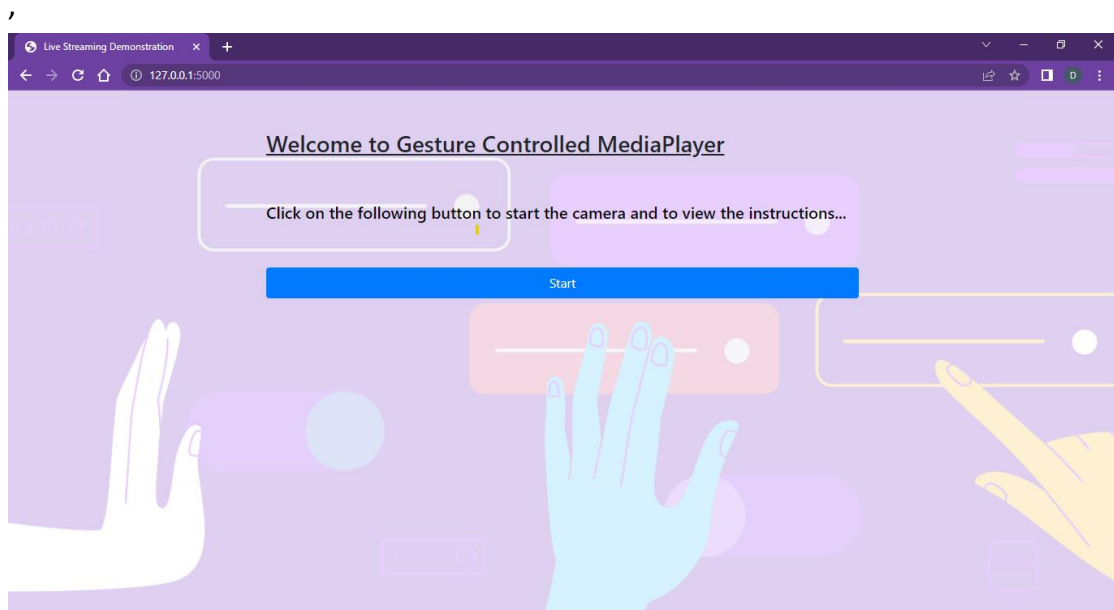 ,
Live Streaming Demonstration
127.0.0.1:5000
D
Welcome to Gesture Controlled MediaPlayer
Click on the following button to start the camera and to view the instructions...
Start